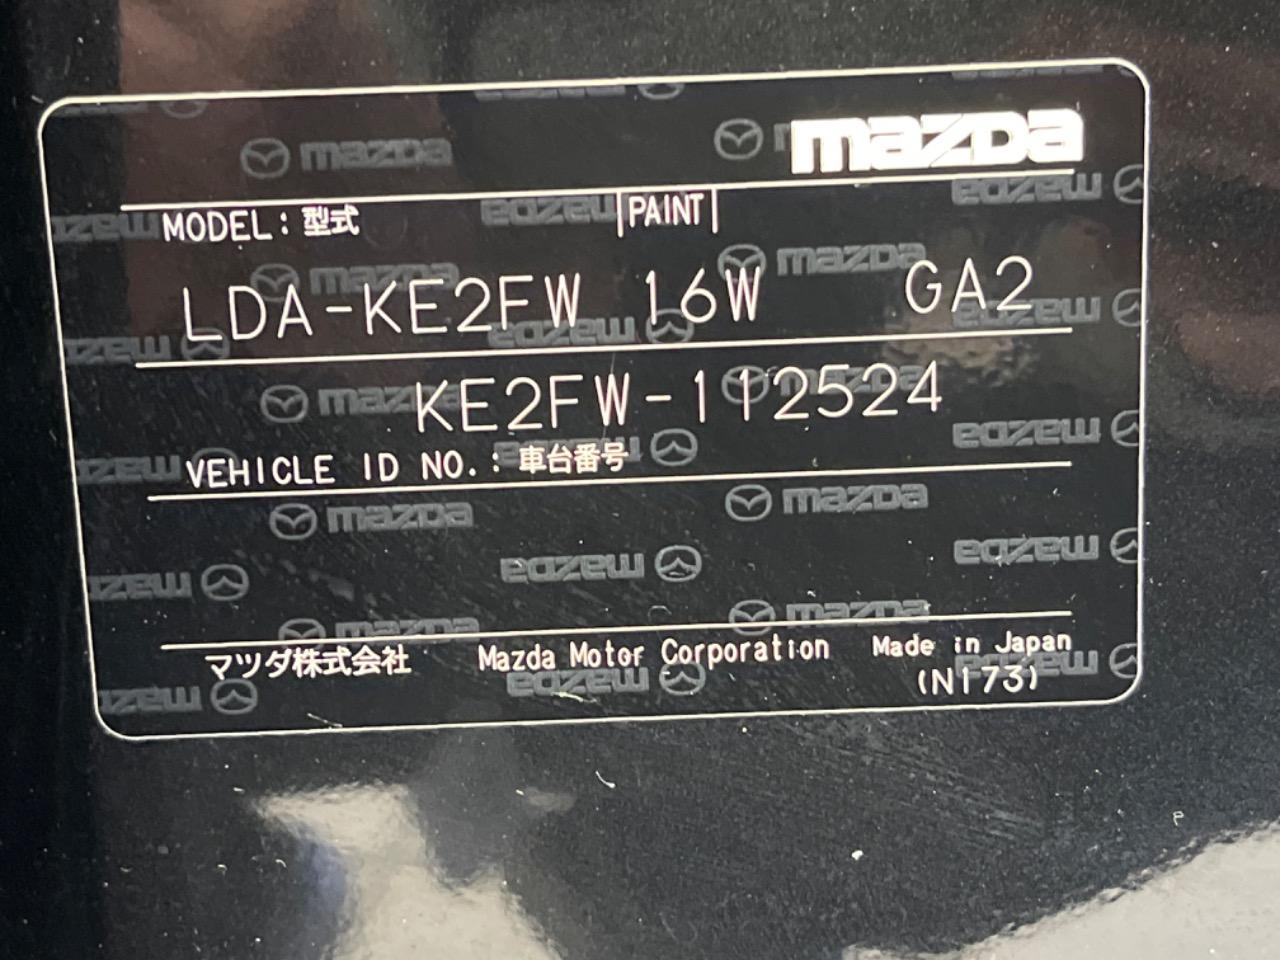 mazda
MODEL : 型式 PAINT
LDA-KE2FW 16W GA2
KE2FW-112524
VEHICLE ID NO. : 車台番号
マツダ株式会社 Mazda Motor Corporation Made in Japan
(N173)